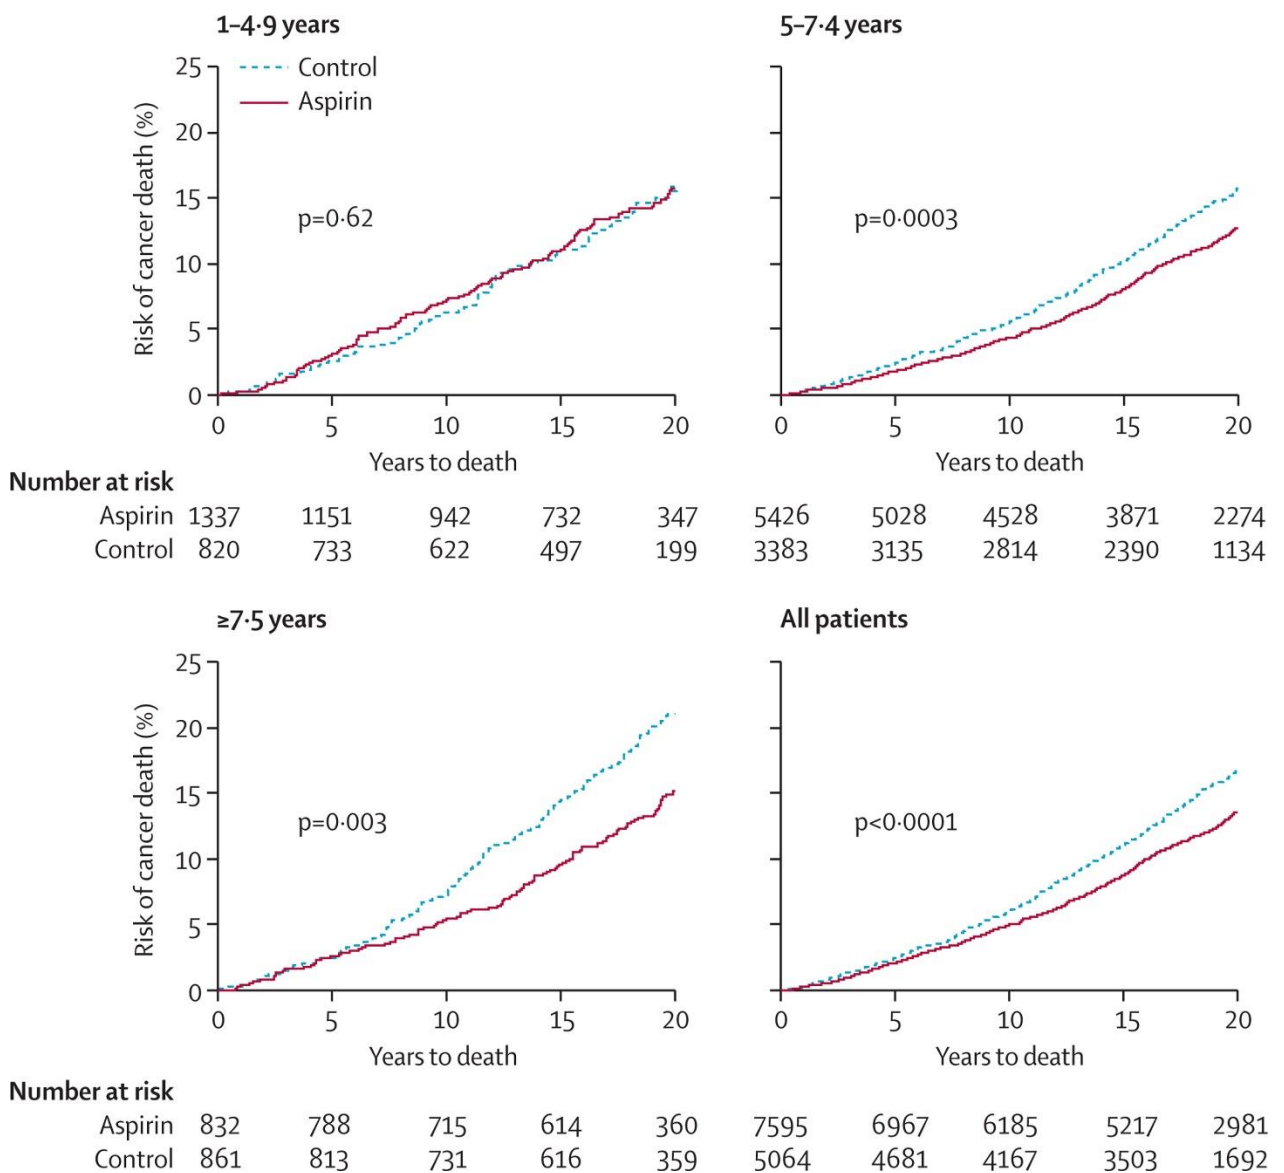 1–4·9 years
5–7·4 years
Control
Aspirin
Risk of cancer death (%)
25
20
15
10
5
0
p=0·62
p=0·0003
0 5 10 15 20
0 5 10 15 20
Years to death
Years to death
Number at risk
Aspirin 1337 1151 942 732 347 5426 5028 4528 3871 2274
Control 820 733 622 497 199 3383 3135 2814 2390 1134
≥7·5 years
All patients
Risk of cancer death (%)
25
20
15
10
5
0
p=0·003
p<0·0001
0 5 10 15 20
0 5 10 15 20
Years to death
Years to death
Number at risk
Aspirin 832 788 715 614 360 7595 6967 6185 5217 2981
Control 861 813 731 616 359 5064 4681 4167 3503 1692